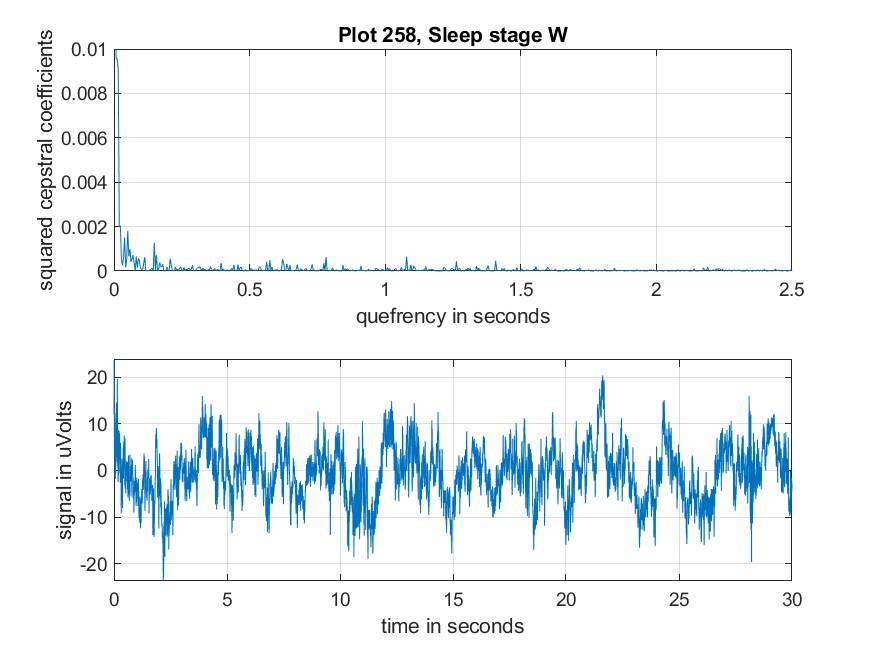 Plot 258, Sleep stage W
squared cepstral coefficients
0.01
0.008
0.006
0.004
0.002
0
0 0.5 1 1.5 2 2.5
quefrency in seconds
signal in uVolts
20
10
0
-10
-20
0 5 10 15 20 25 30
time in seconds